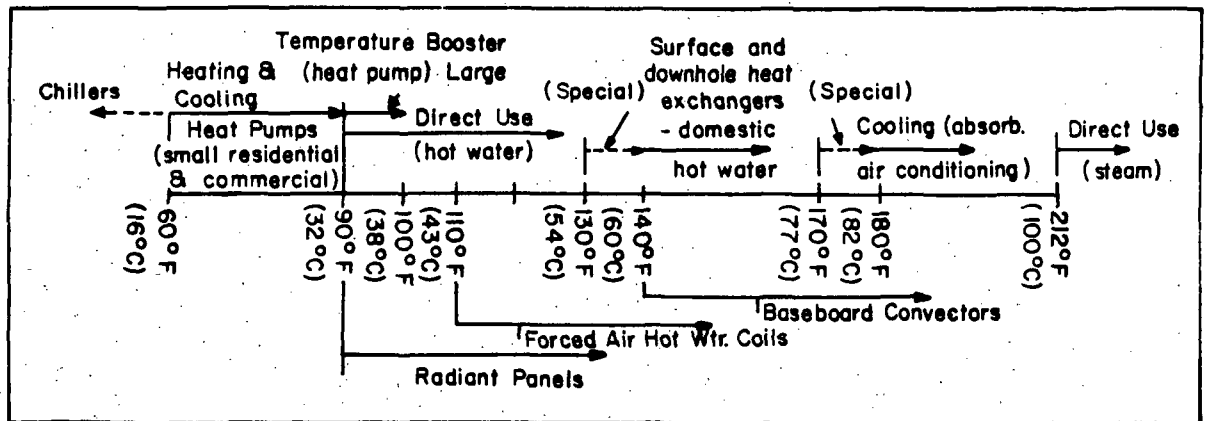 Temperature Booster
(heat pump) Large
Heating &
Cooling
Chillers
Heat Pumps
(small residential
& commercial)
Direct Use
(hot water)
(Special)
Surface and
downhole heat
exchangers
- domestic
hot water
(Special)
Cooling (absorb.
air conditioning)
Direct Use
(steam)
60°F
(16°C)
90°F
(32°C)
100°F
(38°C)
110°F
(43°C)
130°F
(54°C)
140°F
(60°C)
170°F
(77°C)
180°F
(82°C)
212°F
(100°C)
Baseboard Convectors
Forced Air Hot Wtr. Coils
Radiant Panels